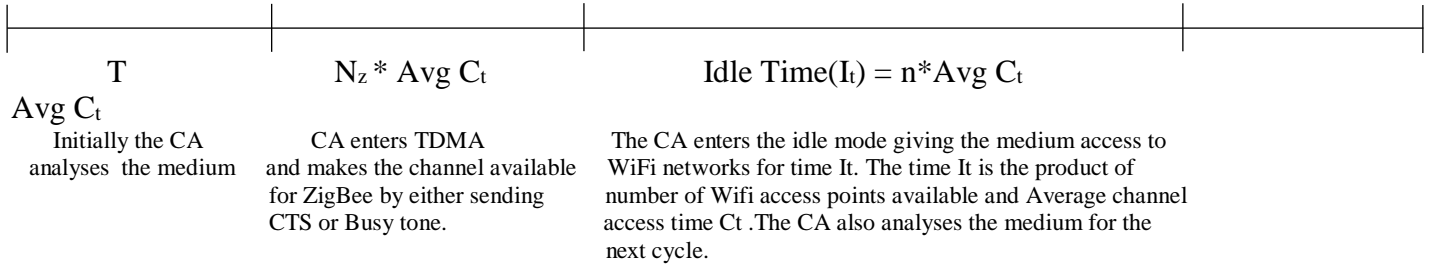 T
N_z * Avg C_t
Idle Time(I_t) = n*Avg C_t
Avg C_t
Initially the CA
analyses the medium
CA enters TDMA
and makes the channel available
for ZigBee by either sending
CTS or Busy tone.
The CA enters the idle mode giving the medium access to
WiFi networks for time It. The time It is the product of
number of Wifi access points available and Average channel
access time Ct .The CA also analyses the medium for the
next cycle.